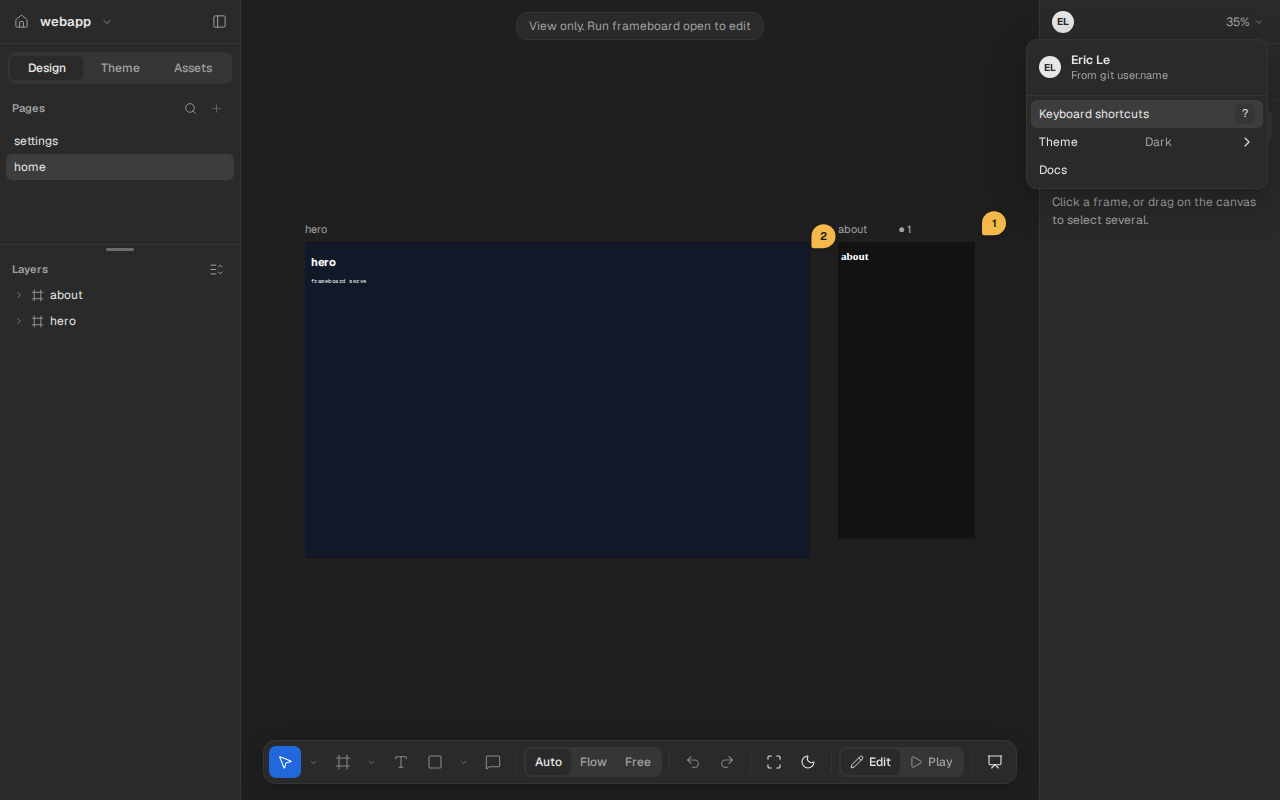 webapp
View only. Run frameboard open to edit
EL
35%
Design
Theme
Assets
EL
Eric Le
From git user.name
Pages
Keyboard shortcuts
?
settings
Theme
Dark
home
Docs
Click a frame, or drag on the canvas
to select several.
hero
2
about
1
1
hero
about
frameboard serve
Layers
about
hero
Auto
Flow
Free
Edit
Play